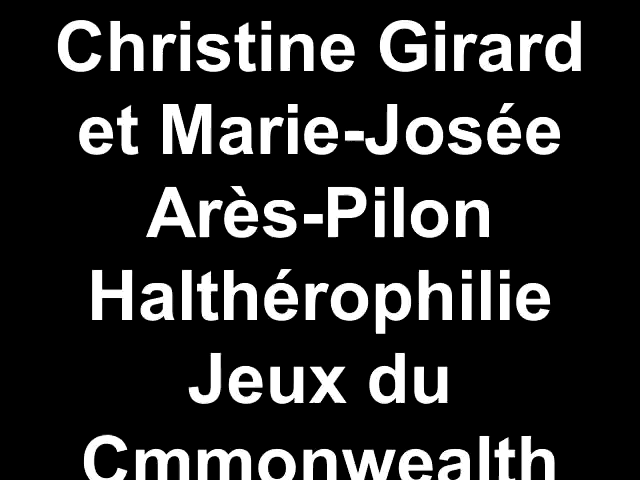 Christine Girard
et Marie-Josée
Arès-Pilon
Halthérophilie
Jeux du
Cmmonwealth